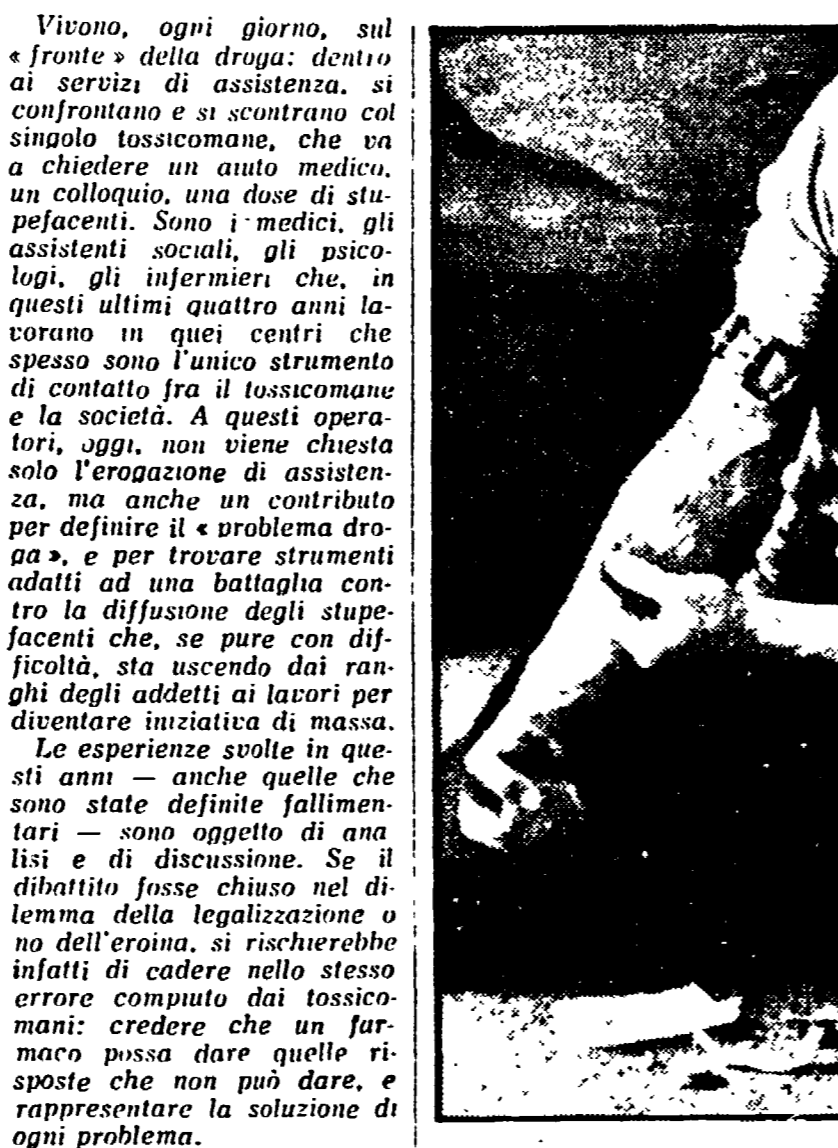 Vivono, ogni giorno, sul
« fronte » della droga: dentro
ai servizi di assistenza, si
confrontano e si scontrano col
singolo tossicomane, che va
a chiedere un aiuto medico,
un colloquio, una dose di stu-
pefacenti. Sono i medici, gli
assistenti sociali, gli psico-
logi, gli infermieri che, in
questi ultimi quattro anni la-
vorano in quei centri che
spesso sono l'unico strumento
di contatto fra il tossicomane
e la società. A questi opera-
tori, oggi, non viene chiesta
solo l'erogazione di assisten-
za, ma anche un contributo
per definire il « problema dro-
ga », e per trovare strumenti
adatti ad una battaglia con-
tro la diffusione degli stupe-
facenti che, se pure con dif-
ficoltà, sta uscendo dai ran-
ghi degli addetti ai lavori per
diventare iniziativa di massa.
Le esperienze svolte in que-
sti anni — anche quelle che
sono state definite fallimen-
tari — sono oggetto di ana
lisi e di discussione. Se il
dibattito fosse chiuso nel di-
lemma della legalizzazione o
no dell'eroina, si rischierebbe
infatti di cadere nello stesso
errore compiuto dai tossico-
mani: credere che un far-
maco possa dare quelle ri-
sposte che non può dare, e
rappresentare la soluzione di
ogni problema.